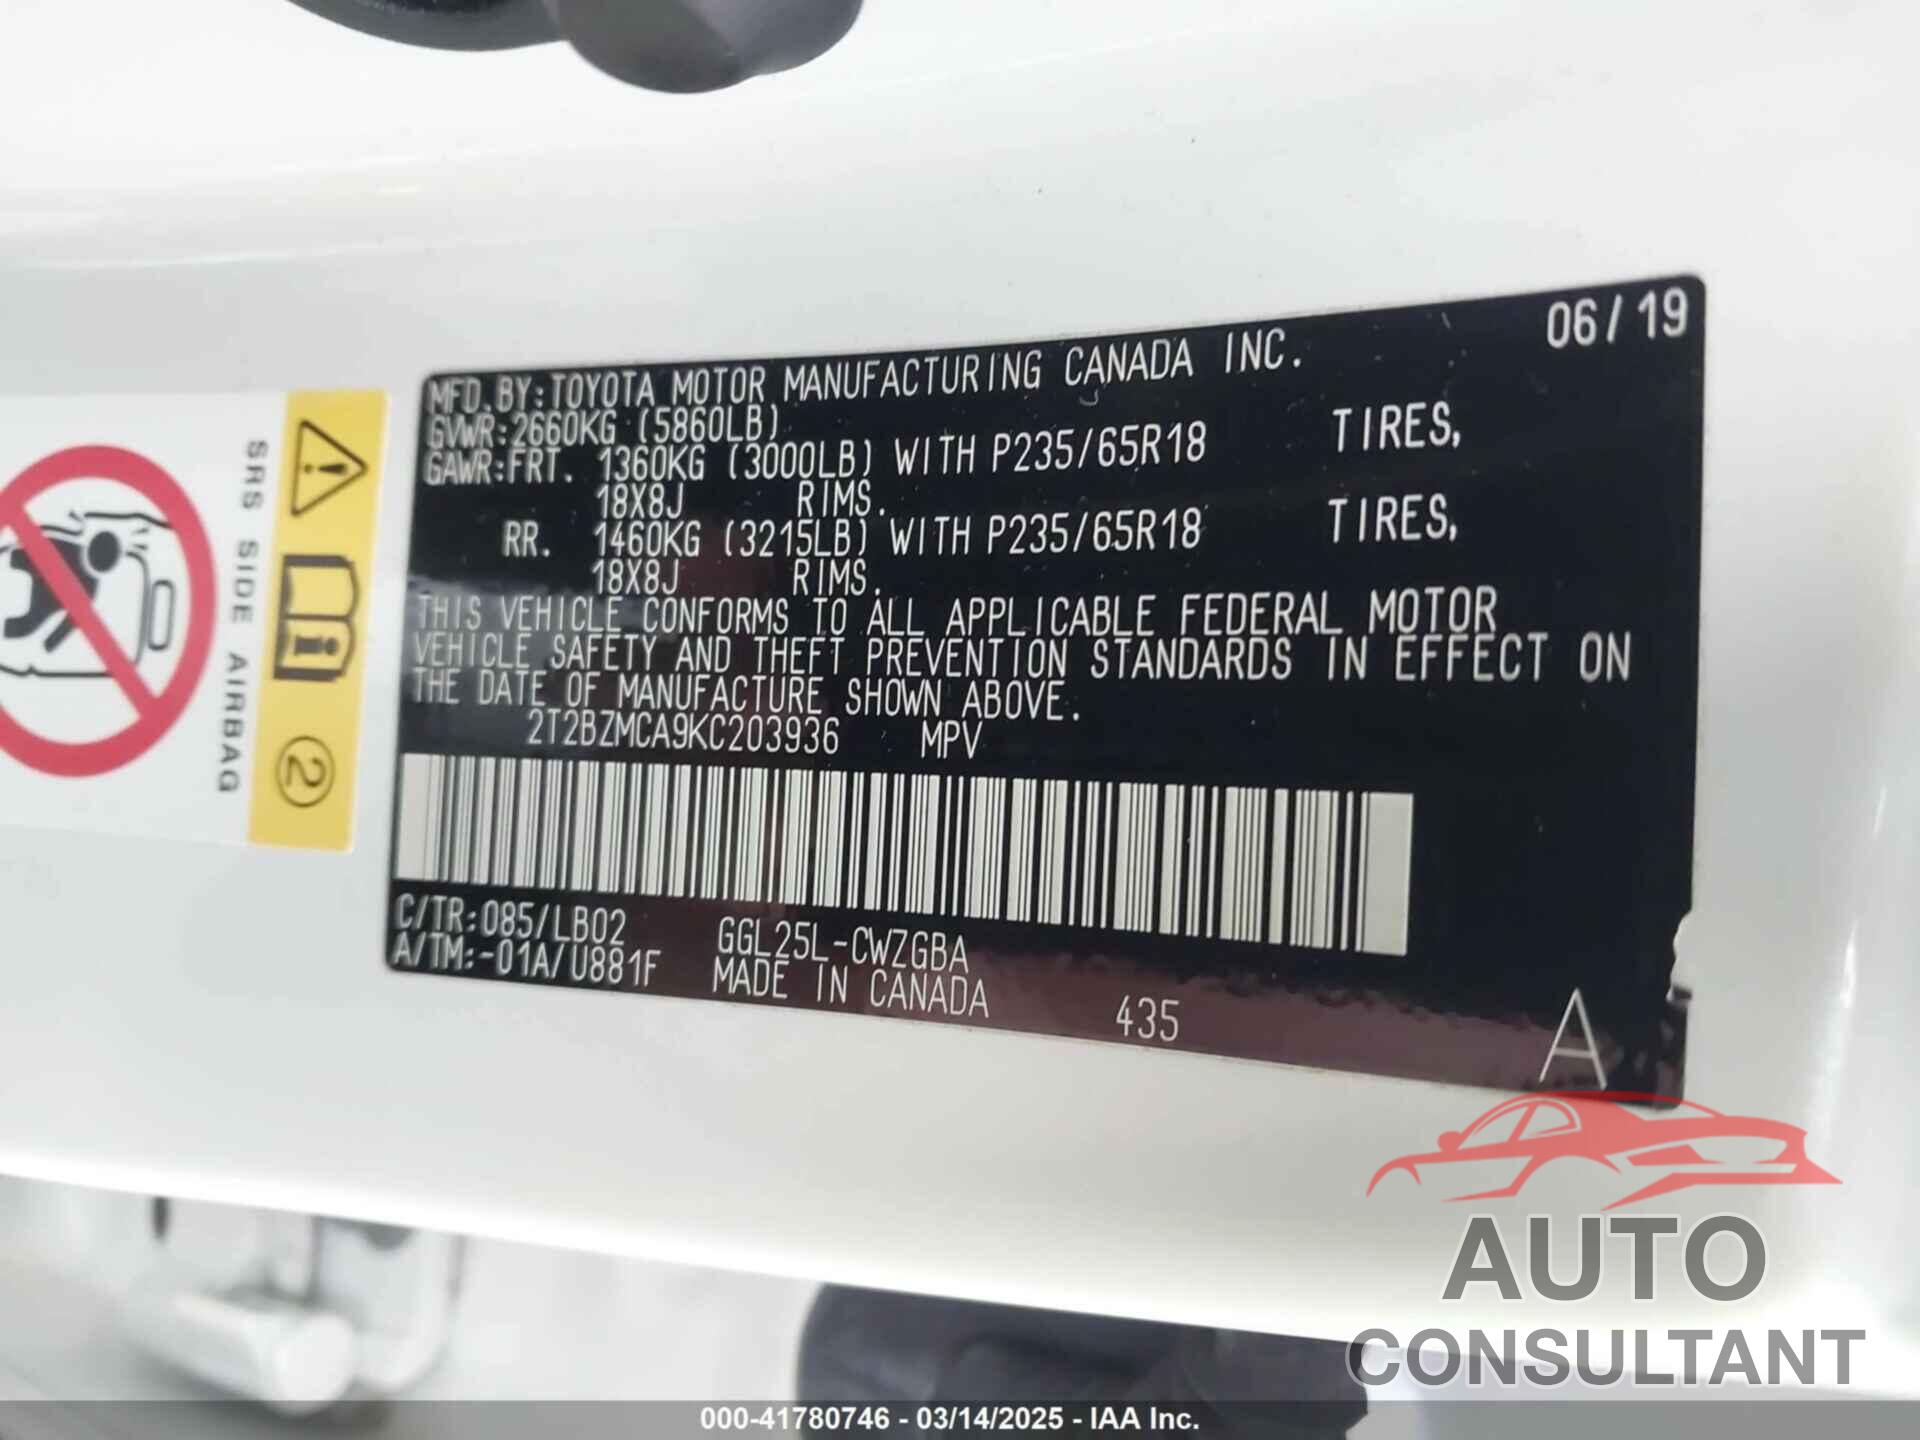 06/19
MFD.BY:TOYOTA MOTOR MANUFACTURING CANADA INC.
GVWR:2660KG (5860LB)
GAWR:FRT. 1360KG (3000LB) WITH P235/65R18 TIRES,
18X8J RIMS.
RR. 1460KG (3215LB) WITH P235/65R18 TIRES,
18X8J RIMS.
THIS VEHICLE CONFORMS TO ALL APPLICABLE FEDERAL MOTOR
VEHICLE SAFETY AND THEFT PREVENTION STANDARDS IN EFFECT ON
THE DATE OF MANUFACTURE SHOWN ABOVE.
2T2BZMCA9KC203936 MPV
C/TR:085/LB02 GGL25L-CWZGBA
A/TM:-01A/U881F MADE IN CANADA 435
A
SRS SIDE AIRBAG
2
AUTO
CONSULTANT
000-41780746 - 03/14/2025 - IAA Inc.